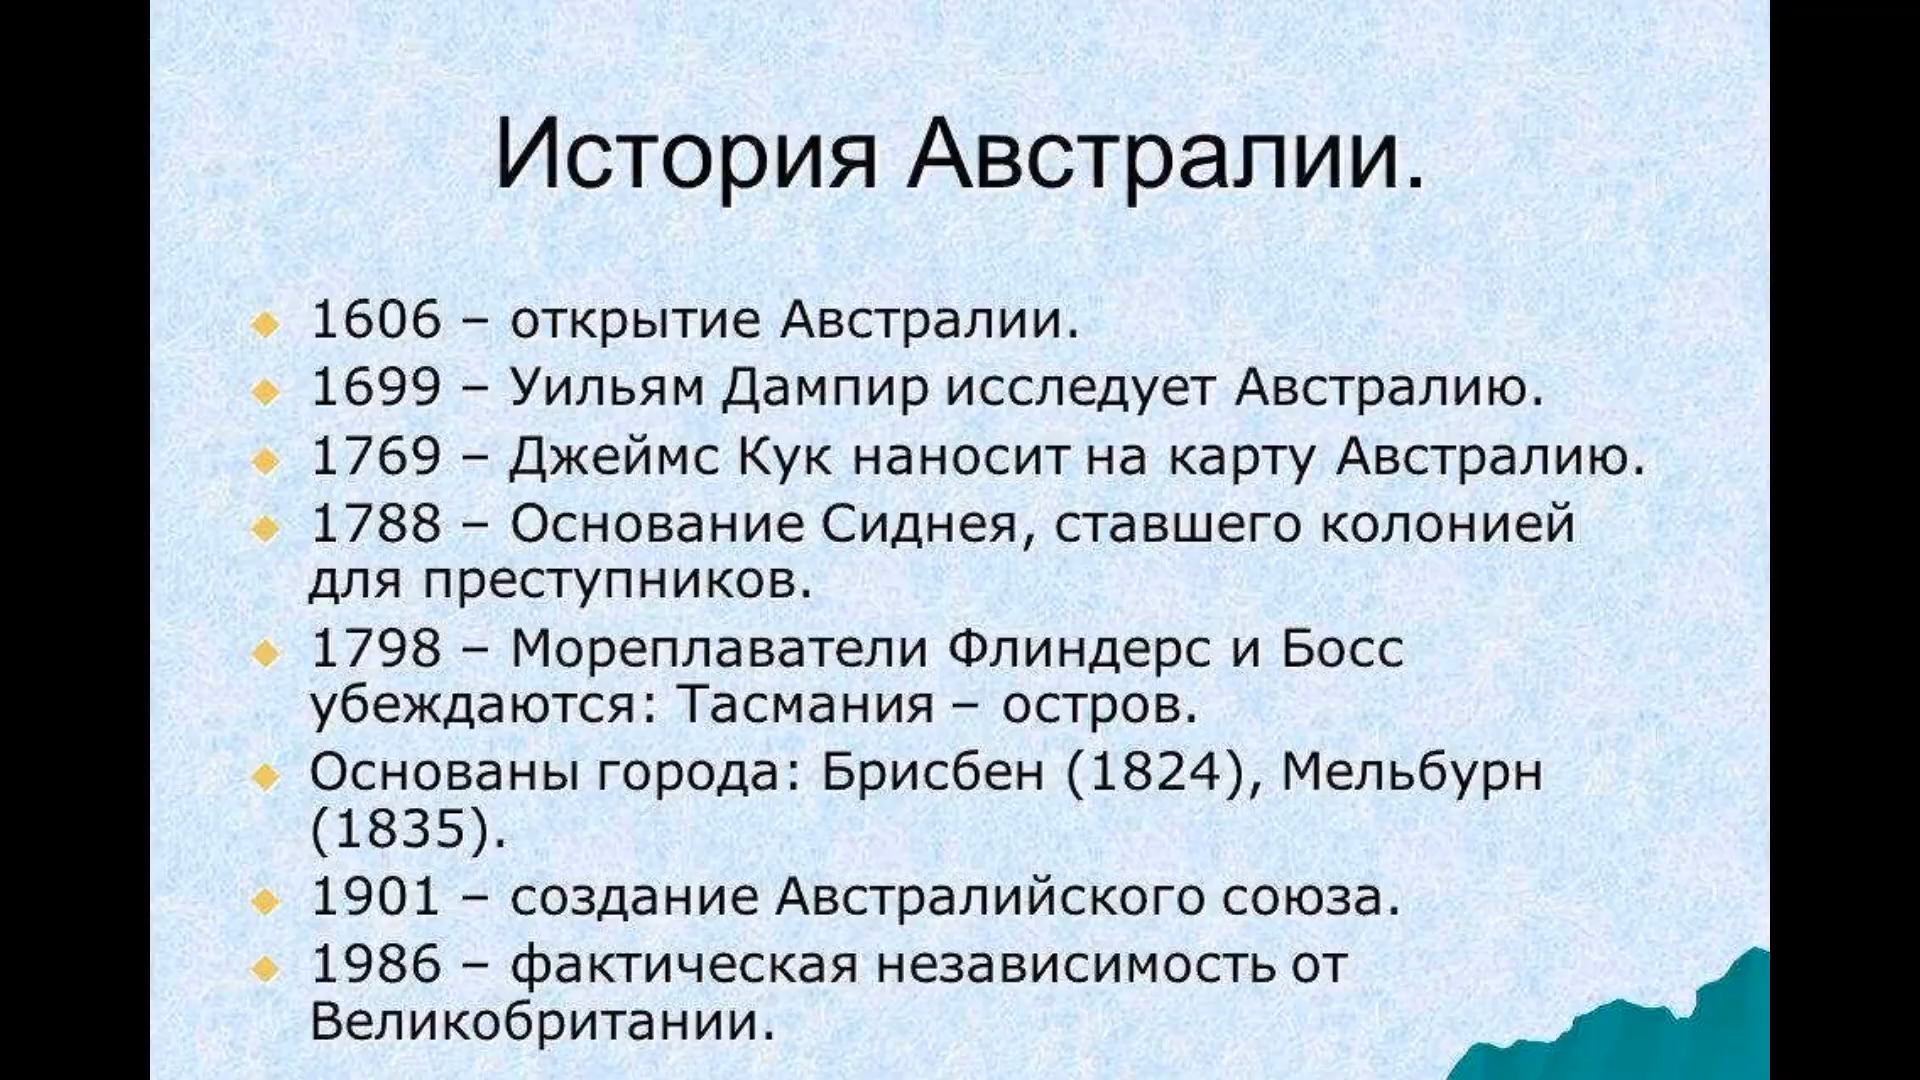 История Австралии.
1606 – открытие Австралии.
1699 – Уильям Дампир исследует Австралию.
1769 – Джеймс Кук наносит на карту Австралию.
1788 – Основание Сиднея, ставшего колонией
для преступников.
1798 – Мореплаватели Флиндерс и Босс
убеждаются: Тасмания – остров.
Основаны города: Брисбен (1824), Мельбурн
(1835).
1901 – создание Австралийского союза.
1986 – фактическая независимость от
Великобритании.